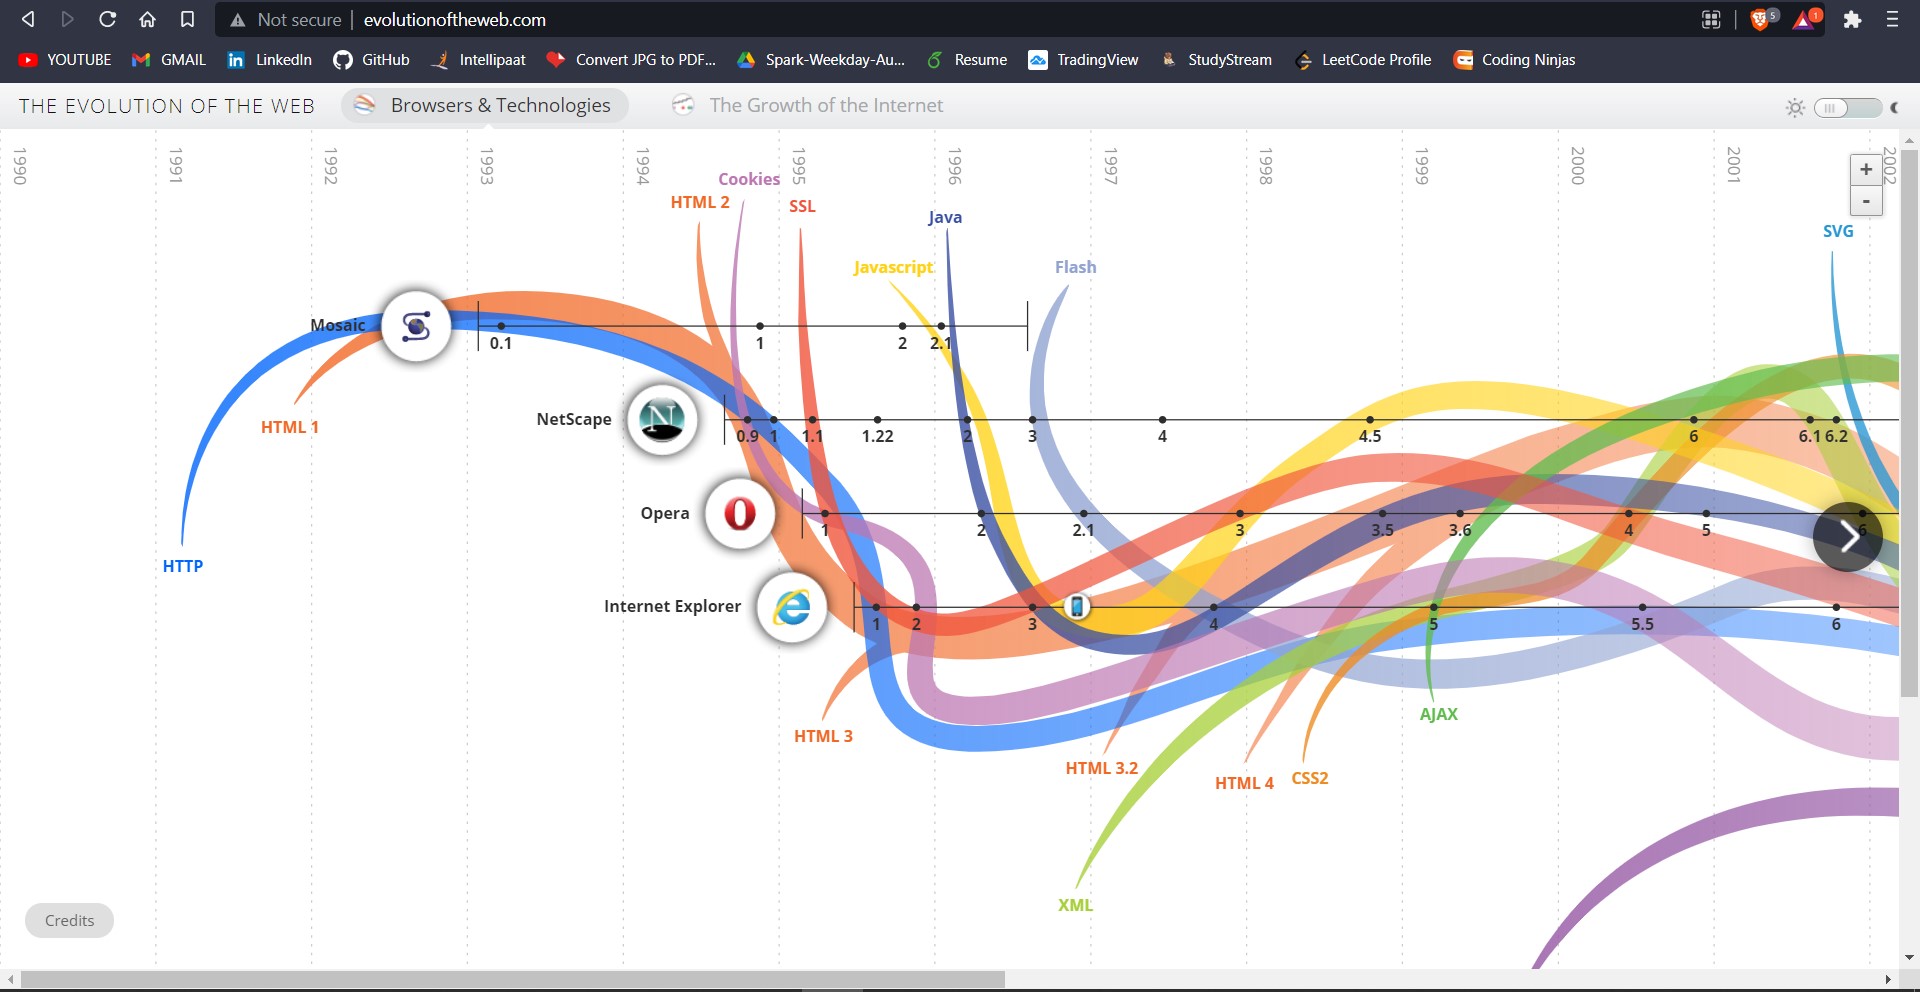 Not secure evolutionoftheweb.com 5 1
YOUTUBE GMAIL LinkedIn GitHub Intellipaat Convert JPG to PDF... Spark-Weekday-Au... Resume TradingView StudyStream LeetCode Profile Coding Ninjas
THE EVOLUTION OF THE WEB Browsers & Technologies The Growth of the Internet
1990 1991 1992 1993 1994 1995 1996 1997 1998 1999 2000 2001 2002
+
-
Cookies
HTML 2 SSL
Java
SVG
Javascript Flash
Mosaic
0.1 1 2 2.1
NetScape
0.9 1 1.1 1.22 2 3 4 4.5 6 6.1 6.2
HTML 1
Opera
1 2 2.1 3 3.5 3.6 4 5 6
HTTP
Internet Explorer
1 2 3 4 5 5.5 6
AJAX
HTML 3
HTML 3.2
HTML 4 CSS2
XML
Credits